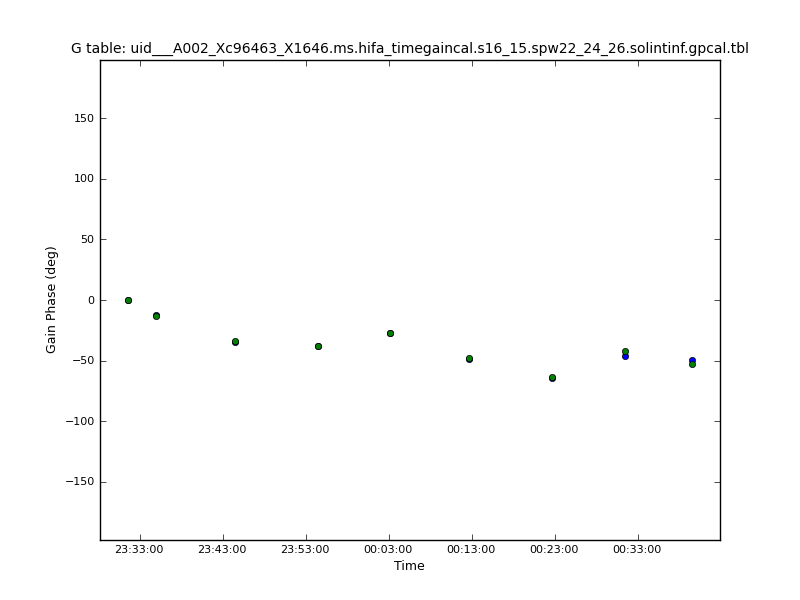 G table: uid___A002_Xc96463_X1646.ms.hifa_timegaincal.s16_15.spw22_24_26.solintinf.gpcal.tbl
150
100
50
0
−50
−100
−150
Gain Phase (deg)
23:33:00 23:43:00 23:53:00 00:03:00 00:13:00 00:23:00 00:33:00
Time